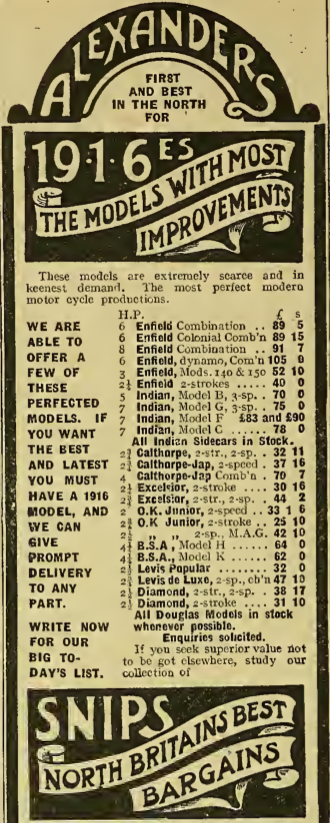 ALEXANDERS
FIRST
AND BEST
IN THE NORTH
FOR
19·1·6ES
THE MODELS WITH MOST
IMPROVEMENTS
These models are extremely scarce and in
keenest demand. The most perfect modern
motor cycle productions.
WE ARE
ABLE TO
OFFER A
FEW OF
THESE
PERFECTED
MODELS. IF
YOU WANT
THE BEST
AND LATEST
YOU MUST
HAVE A 1916
MODEL, AND
WE CAN
GIVE
PROMPT
DELIVERY
TO ANY
PART.
WRITE NOW
FOR OUR
BIG TO-
DAY'S LIST.
H.P. £ s
6 Enfield Combination .. 89 5
6 Enfield Colonial Comb'n 89 15
8 Enfield Combination .. 91 7
6 Enfield, dynamo, Com'n 105 0
3 Enfield, Mods. 140 & 150 52 10
2¼ Enfield 2-strokes .... 40 0
5 Indian, Model B, 3-sp. .. 70 0
7 Indian, Model G, 3-sp. .. 75 0
7 Indian, Model F £83 and £90
7 Indian, Model C .... 78 0
All Indian Sidecars in Stock.
2¾ Calthorpe, 2-str., 2-sp. .. 32 11
2¾ Calthorpe-Jap, 2-speed .. 37 16
4 Calthorpe-Jap Comb'n .. 70 7
2½ Excelsior, 2-stroke .... 30 16
2¾ Excelsior, 2-str., 2-sp. .. 44 2
2 O.K. Junior, 2-speed .. 33 1 6
2¾ O.K Junior, 2-stroke .. 25 10
2¾ ,, ,, 2-sp., M.A.G. 42 10
4¼ B.S.A, Model H ...... 64 0
4¼ B.S.A., Model K ...... 62 0
2½ Levis Popular ........ 32 0
2½ Levis de Luxe, 2-sp., ch'n 47 10
2½ Diamond, 2-str., 2-sp. .. 38 17
2½ Diamond, 2-stroke .... 31 10
All Douglas Models in stock
whenever possible.
Enquiries solicited.
If you seek superior value not
to be got elsewhere, study our
collection of
SNIPS
NORTH BRITAINS BEST
BARGAINS